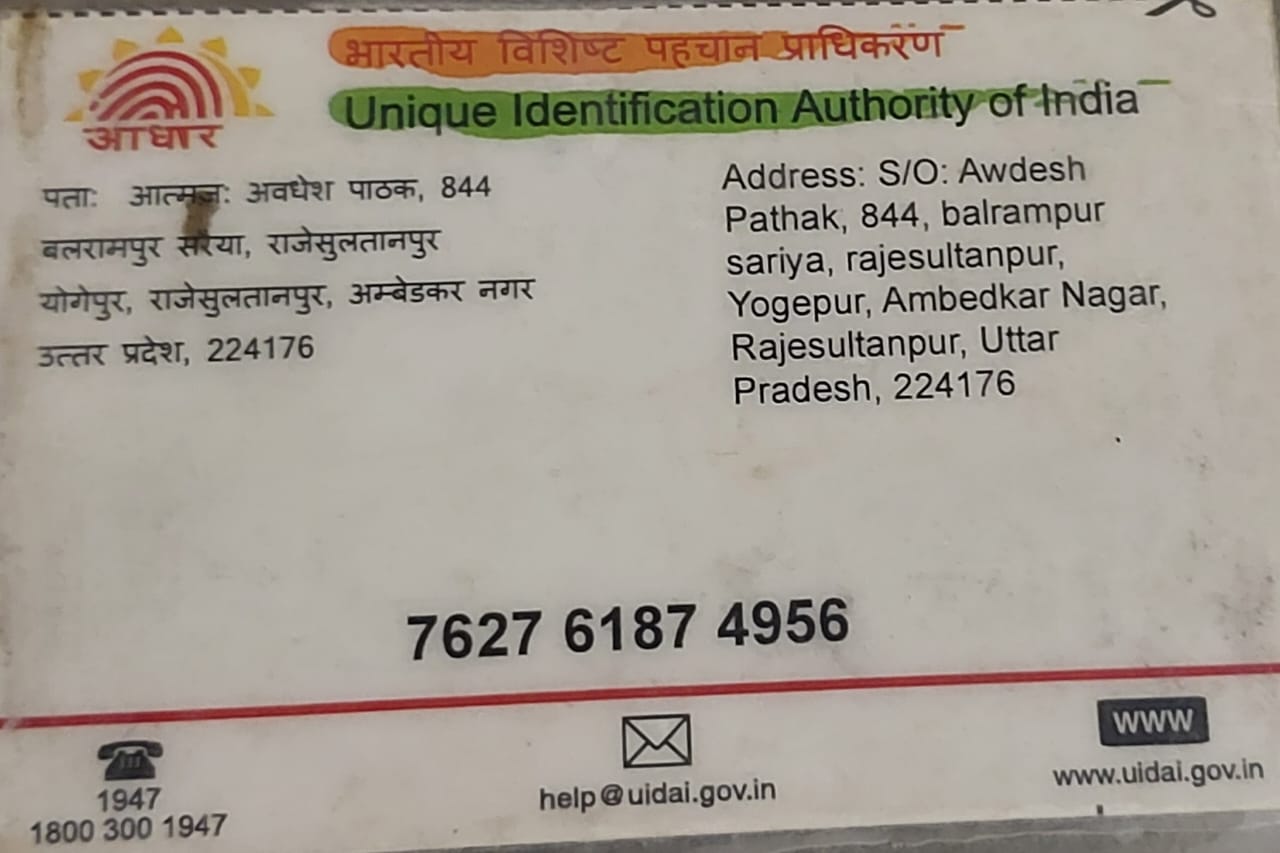 भारतीय विशिष्ट पहचान प्राधिकरण
Unique Identification Authority of India
आधार
पताः आत्मजः अवधेश पाठक, 844
बलरामपुर सरैया, राजेसुलतानपुर
योगेपुर, राजेसुलतानपुर, अम्बेडकर नगर
उत्तर प्रदेश, 224176
Address: S/O: Awdesh
Pathak, 844, balrampur
sariya, rajesultanpur,
Yogepur, Ambedkar Nagar,
Rajesultanpur, Uttar
Pradesh, 224176
7627 6187 4956
1947
1800 300 1947
help@uidai.gov.in
www
www.uidai.gov.in